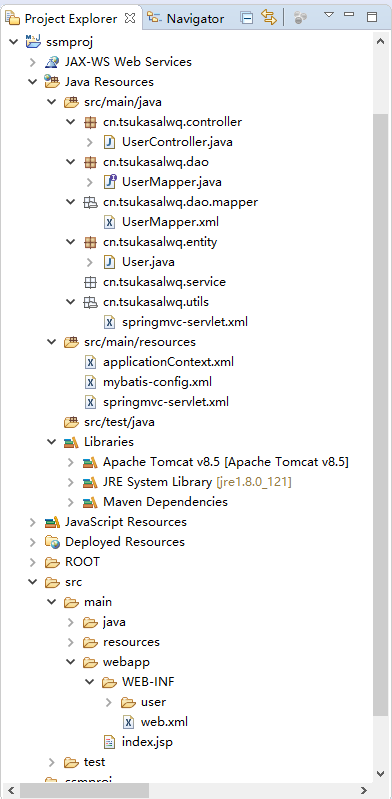 Project Explorer Navigator
ssmproj
JAX-WS Web Services
Java Resources
src/main/java
cn.tsukasalwq.controller
UserController.java
cn.tsukasalwq.dao
UserMapper.java
cn.tsukasalwq.dao.mapper
UserMapper.xml
cn.tsukasalwq.entity
User.java
cn.tsukasalwq.service
cn.tsukasalwq.utils
springmvc-servlet.xml
src/main/resources
applicationContext.xml
mybatis-config.xml
springmvc-servlet.xml
src/test/java
Libraries
Apache Tomcat v8.5 [Apache Tomcat v8.5]
JRE System Library [jre1.8.0_121]
Maven Dependencies
JavaScript Resources
Deployed Resources
ROOT
src
main
java
resources
webapp
WEB-INF
user
web.xml
index.jsp
test
ssmproj